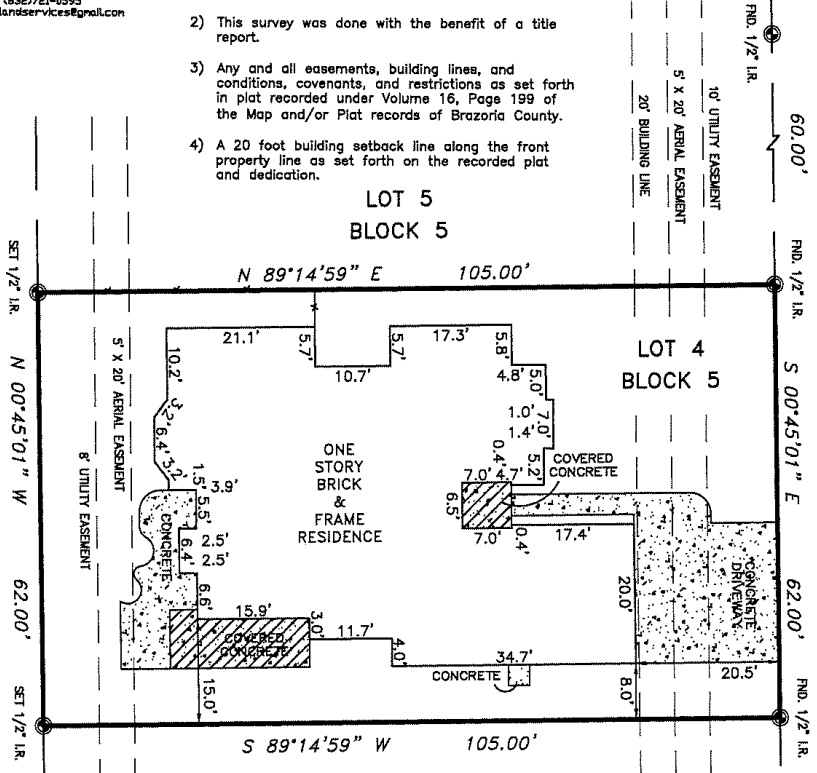 landservices@gmail.com
2) This survey was done with the benefit of a title
report.
3) Any and all easements, building lines, and
conditions, covenants, and restrictions as set forth
in plat recorded under Volume 16, Page 199 of
the Map and/or Plat records of Brazoria County.
4) A 20 foot building setback line along the front
property line as set forth on the recorded plat
and dedication.
FND. 1/2" I.R.
60.00'
10' UTILITY EASEMENT
5' X 20' AERIAL EASEMENT
20' BUILDING LINE
LOT 5
BLOCK 5
N 89°14'59" E 105.00'
SET 1/2" I.R.
FND. 1/2" I.R.
N 00°45'01" W 62.00'
S 00°45'01" E 62.00'
LOT 4
BLOCK 5
5' X 20' AERIAL EASEMENT
8' UTILITY EASEMENT
21.1'
5.7'
10.7'
5.7'
17.3'
5.8'
4.8'
5.0'
7.0'
1.0'
1.4'
5.2'
0.4'
10.2'
3.2'
6.4'
3.2'
1.5'
3.9'
5.5'
2.5'
6.4'
2.5'
6.6'
ONE
STORY
BRICK
&
FRAME
RESIDENCE
COVERED
CONCRETE
7.0' 4.7'
6.5'
7.0'
0.4'
17.4'
20.0'
CONCRETE
CONCRETE
DRIVEWAY
15.9'
3.0'
COVERED
CONCRETE
11.7'
4.0'
34.7'
CONCRETE
20.5'
15.0'
8.0'
SET 1/2" I.R.
FND. 1/2" I.R.
S 89°14'59" W 105.00'